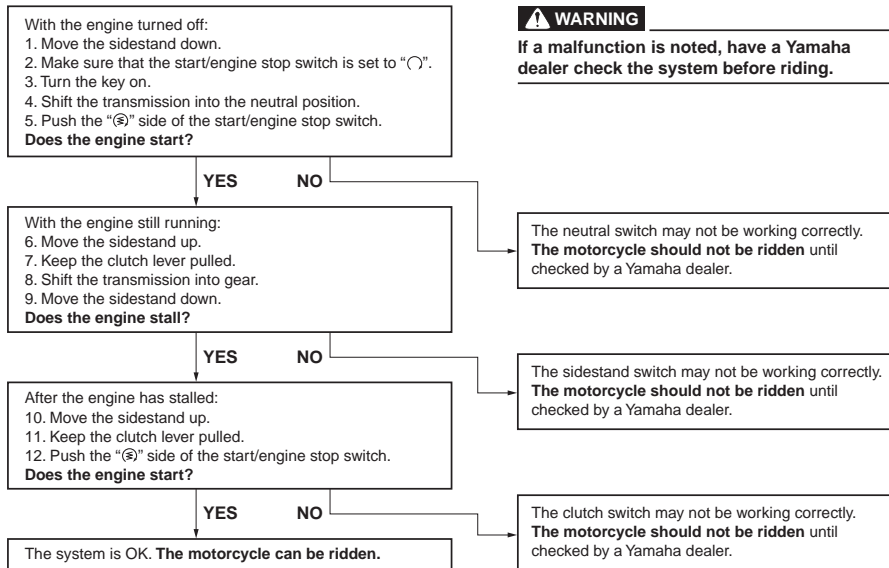 With the engine turned off:
1. Move the sidestand down.
2. Make sure that the start/engine stop switch is set to “○”.
3. Turn the key on.
4. Shift the transmission into the neutral position.
5. Push the “” side of the start/engine stop switch.
Does the engine start?
WARNING
If a malfunction is noted, have a Yamaha
dealer check the system before riding.
YES NO
The neutral switch may not be working correctly.
The motorcycle should not be ridden until
checked by a Yamaha dealer.
With the engine still running:
6. Move the sidestand up.
7. Keep the clutch lever pulled.
8. Shift the transmission into gear.
9. Move the sidestand down.
Does the engine stall?
YES NO
The sidestand switch may not be working correctly.
The motorcycle should not be ridden until
checked by a Yamaha dealer.
After the engine has stalled:
10. Move the sidestand up.
11. Keep the clutch lever pulled.
12. Push the “” side of the start/engine stop switch.
Does the engine start?
YES NO
The clutch switch may not be working correctly.
The motorcycle should not be ridden until
checked by a Yamaha dealer.
The system is OK. The motorcycle can be ridden.